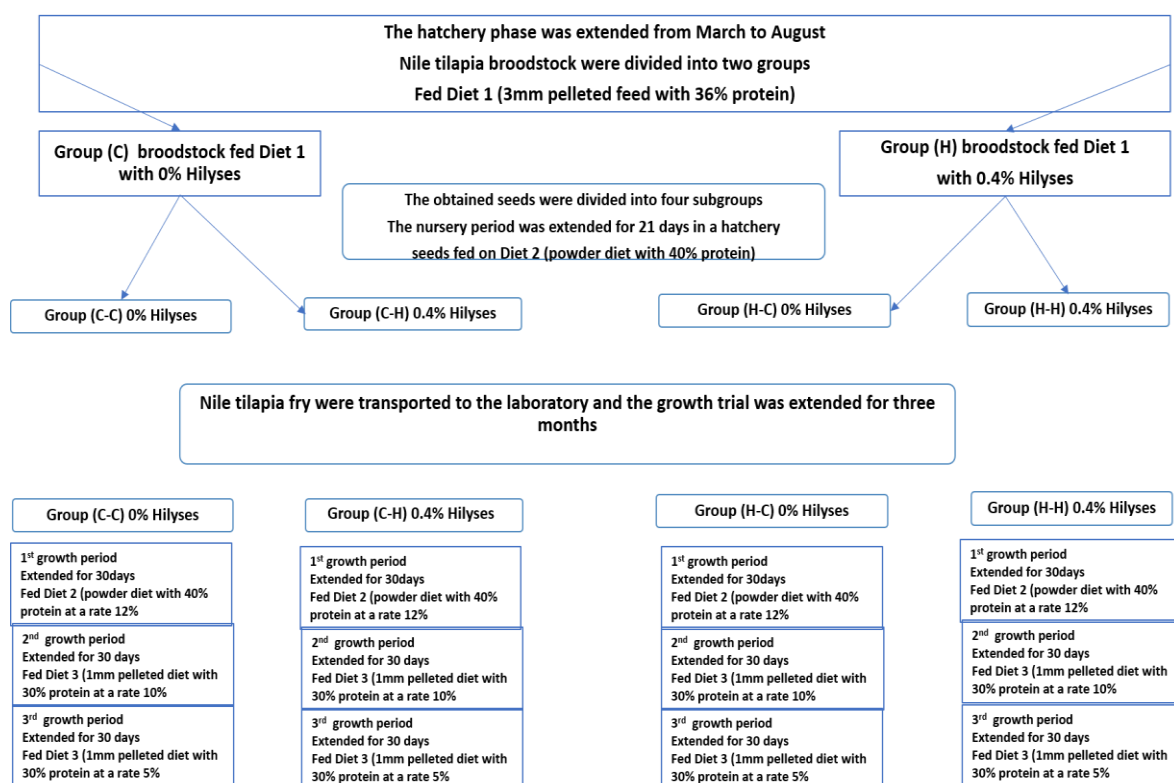 The hatchery phase was extended from March to August
Nile tilapia broodstock were divided into two groups
Fed Diet 1 (3mm pelleted feed with 36% protein)
Group (C) broodstock fed Diet 1
with 0% Hilyses
Group (H) broodstock fed Diet 1
with 0.4% Hilyses
The obtained seeds were divided into four subgroups
The nursery period was extended for 21 days in a hatchery
seeds fed on Diet 2 (powder diet with 40% protein)
Group (C-C) 0% Hilyses
Group (C-H) 0.4% Hilyses
Group (H-C) 0% Hilyses
Group (H-H) 0.4% Hilyses
Nile tilapia fry were transported to the laboratory and the growth trial was extended for three
months
Group (C-C) 0% Hilyses
1st growth period
Extended for 30days
Fed Diet 2 (powder diet with 40%
protein at a rate 12%
2nd growth period
Extended for 30 days
Fed Diet 3 (1mm pelleted diet with
30% protein at a rate 10%
3rd growth period
Extended for 30 days
Fed Diet 3 (1mm pelleted diet with
30% protein at a rate 5%
Group (C-H) 0.4% Hilyses
1st growth period
Extended for 30days
Fed Diet 2 (powder diet with 40%
protein at a rate 12%
2nd growth period
Extended for 30 days
Fed Diet 3 (1mm pelleted diet with
30% protein at a rate 10%
3rd growth period
Extended for 30 days
Fed Diet 3 (1mm pelleted diet with
30% protein at a rate 5%
Group (H-C) 0% Hilyses
1st growth period
Extended for 30days
Fed Diet 2 (powder diet with 40%
protein at a rate 12%
2nd growth period
Extended for 30 days
Fed Diet 3 (1mm pelleted diet with
30% protein at a rate 10%
3rd growth period
Extended for 30 days
Fed Diet 3 (1mm pelleted diet with
30% protein at a rate 5%
Group (H-H) 0.4% Hilyses
1st growth period
Extended for 30days
Fed Diet 2 (powder diet with 40%
protein at a rate 12%
2nd growth period
Extended for 30 days
Fed Diet 3 (1mm pelleted diet with
30% protein at a rate 10%
3rd growth period
Extended for 30 days
Fed Diet 3 (1mm pelleted diet with
30% protein at a rate 5%